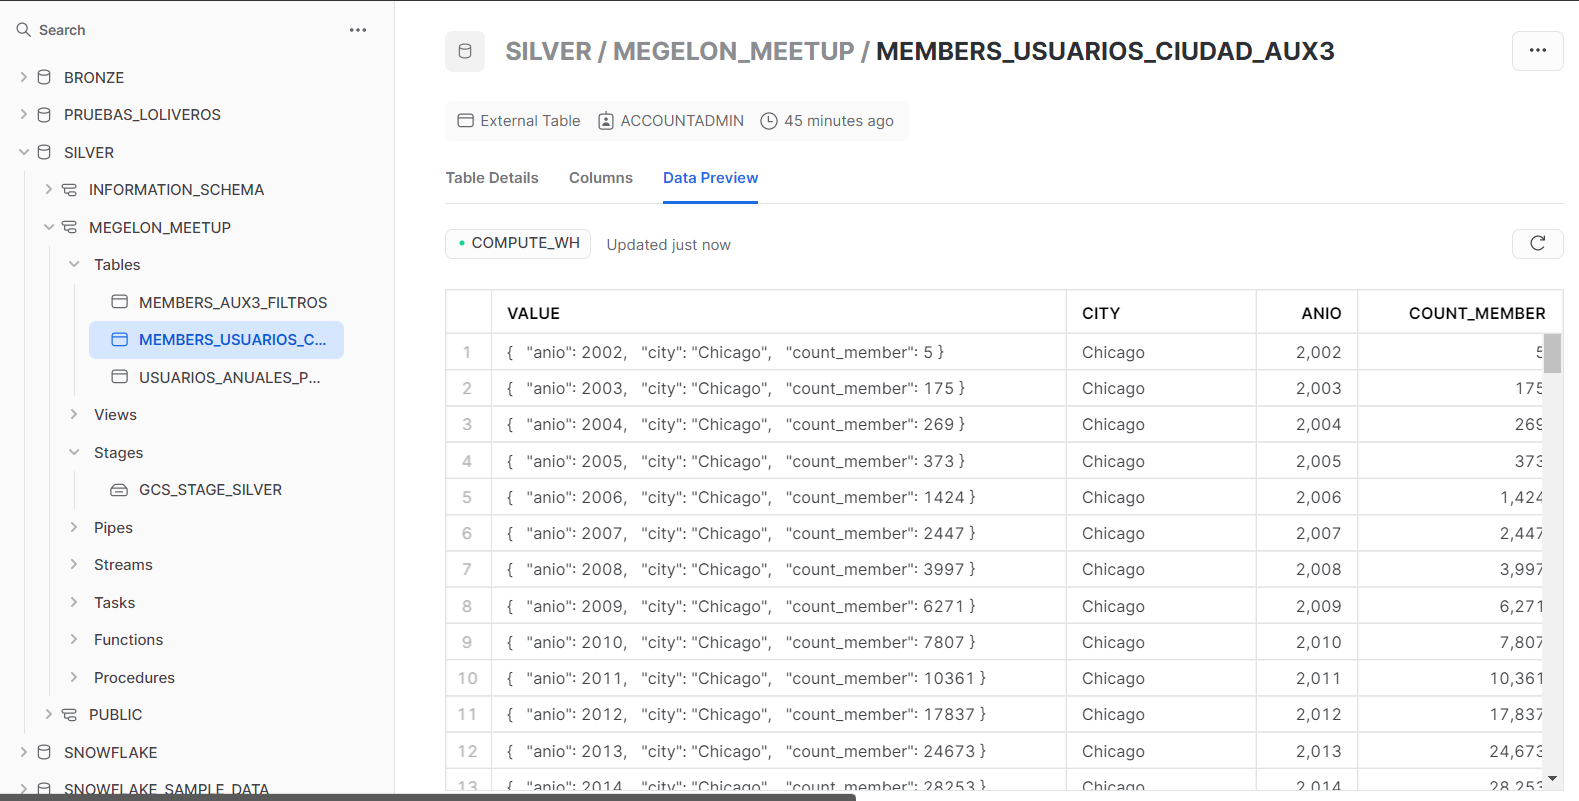 Search
BRONZE
PRUEBAS_LOLIVEROS
SILVER
INFORMATION_SCHEMA
MEGELON_MEETUP
Tables
MEMBERS_AUX3_FILTROS
MEMBERS_USUARIOS_C...
USUARIOS_ANUALES_P...
Views
Stages
GCS_STAGE_SILVER
Pipes
Streams
Tasks
Functions
Procedures
PUBLIC
SNOWFLAKE
SNOWFLAKE_SAMPLE_DATA
SILVER / MEGELON_MEETUP / MEMBERS_USUARIOS_CIUDAD_AUX3
External Table ACCOUNTADMIN 45 minutes ago
Table Details Columns Data Preview
COMPUTE_WH Updated just now
VALUE CITY ANIO COUNT_MEMBER
1 { "anio": 2002, "city": "Chicago", "count_member": 5 } Chicago 2,002 5
2 { "anio": 2003, "city": "Chicago", "count_member": 175 } Chicago 2,003 175
3 { "anio": 2004, "city": "Chicago", "count_member": 269 } Chicago 2,004 269
4 { "anio": 2005, "city": "Chicago", "count_member": 373 } Chicago 2,005 373
5 { "anio": 2006, "city": "Chicago", "count_member": 1424 } Chicago 2,006 1,424
6 { "anio": 2007, "city": "Chicago", "count_member": 2447 } Chicago 2,007 2,447
7 { "anio": 2008, "city": "Chicago", "count_member": 3997 } Chicago 2,008 3,997
8 { "anio": 2009, "city": "Chicago", "count_member": 6271 } Chicago 2,009 6,271
9 { "anio": 2010, "city": "Chicago", "count_member": 7807 } Chicago 2,010 7,807
10 { "anio": 2011, "city": "Chicago", "count_member": 10361 } Chicago 2,011 10,361
11 { "anio": 2012, "city": "Chicago", "count_member": 17837 } Chicago 2,012 17,837
12 { "anio": 2013, "city": "Chicago", "count_member": 24673 } Chicago 2,013 24,673
13 { "anio": 2014, "city": "Chicago", "count_member": 28253 } Chicago 2,014 28,253